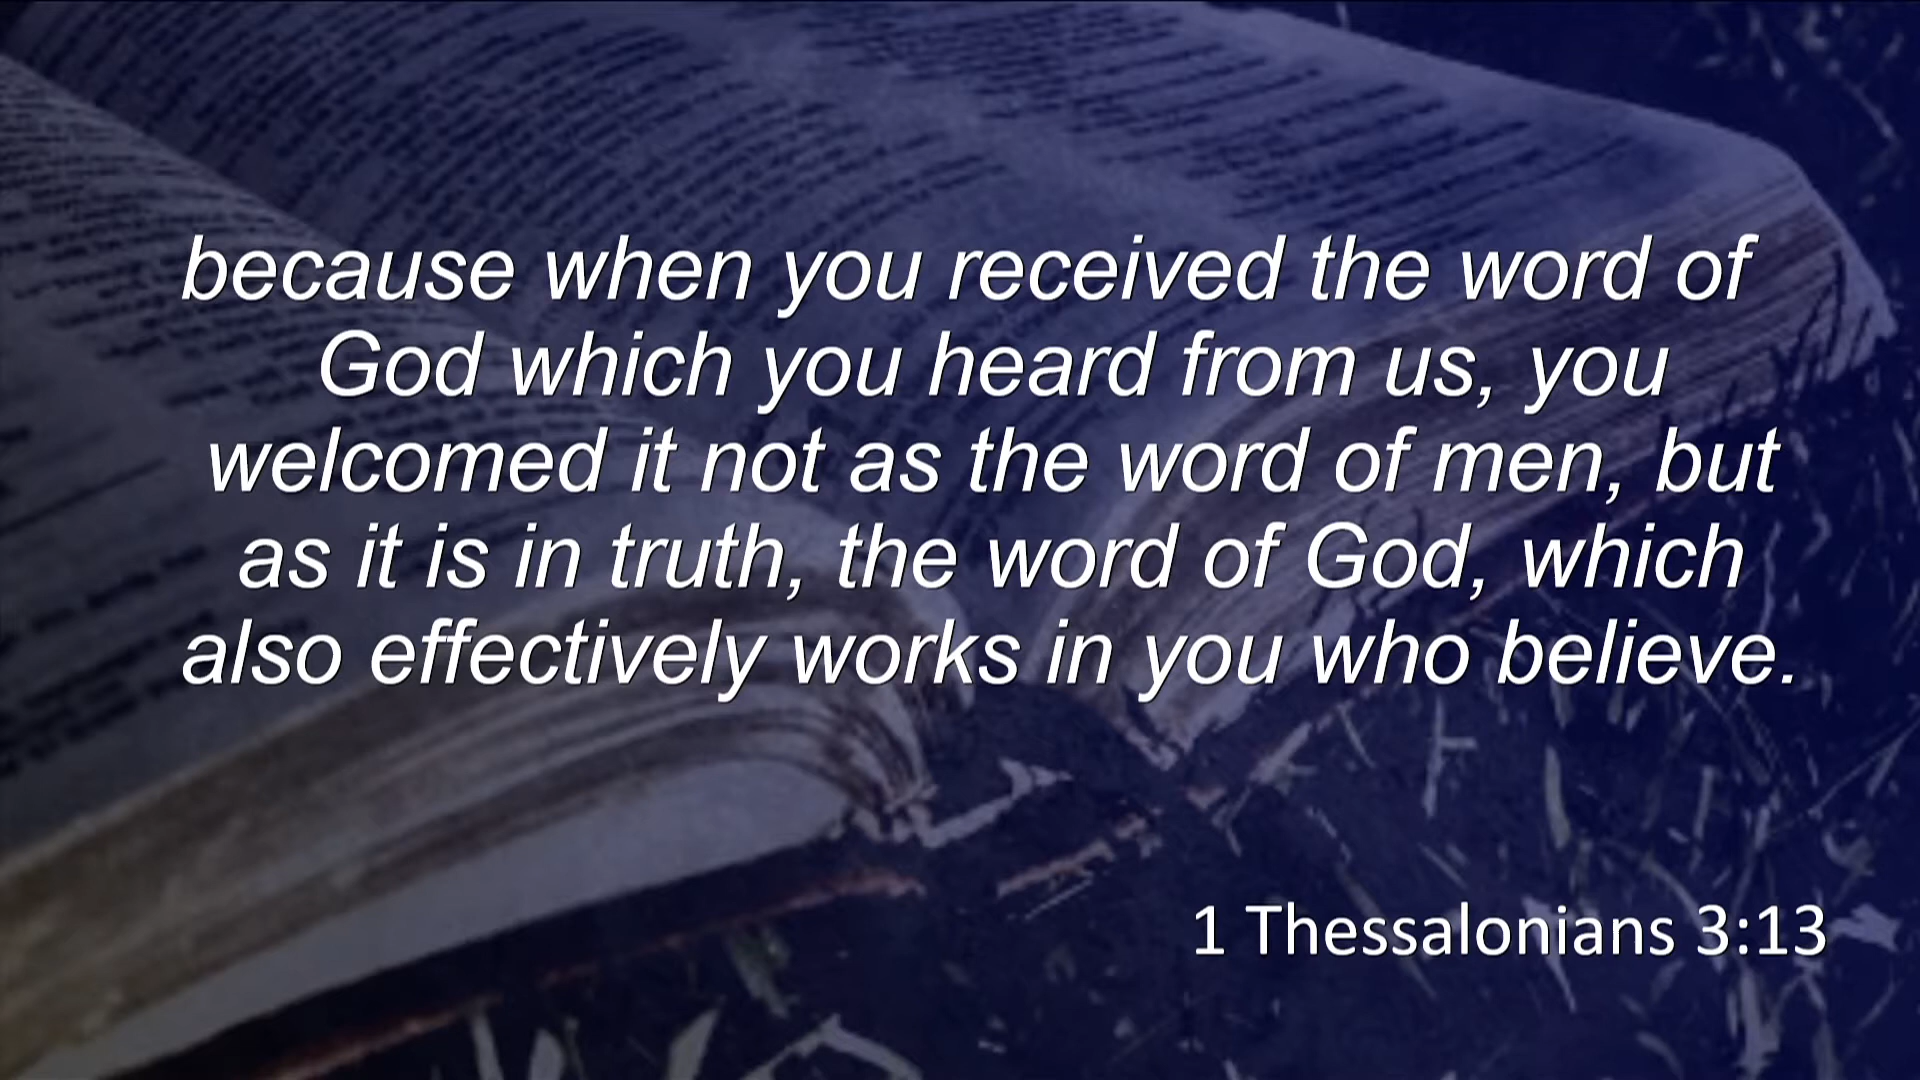 because when you received the word of
God which you heard from us, you
welcomed it not as the word of men, but
as it is in truth, the word of God, which
also effectively works in you who believe.
1 Thessalonians 3:13